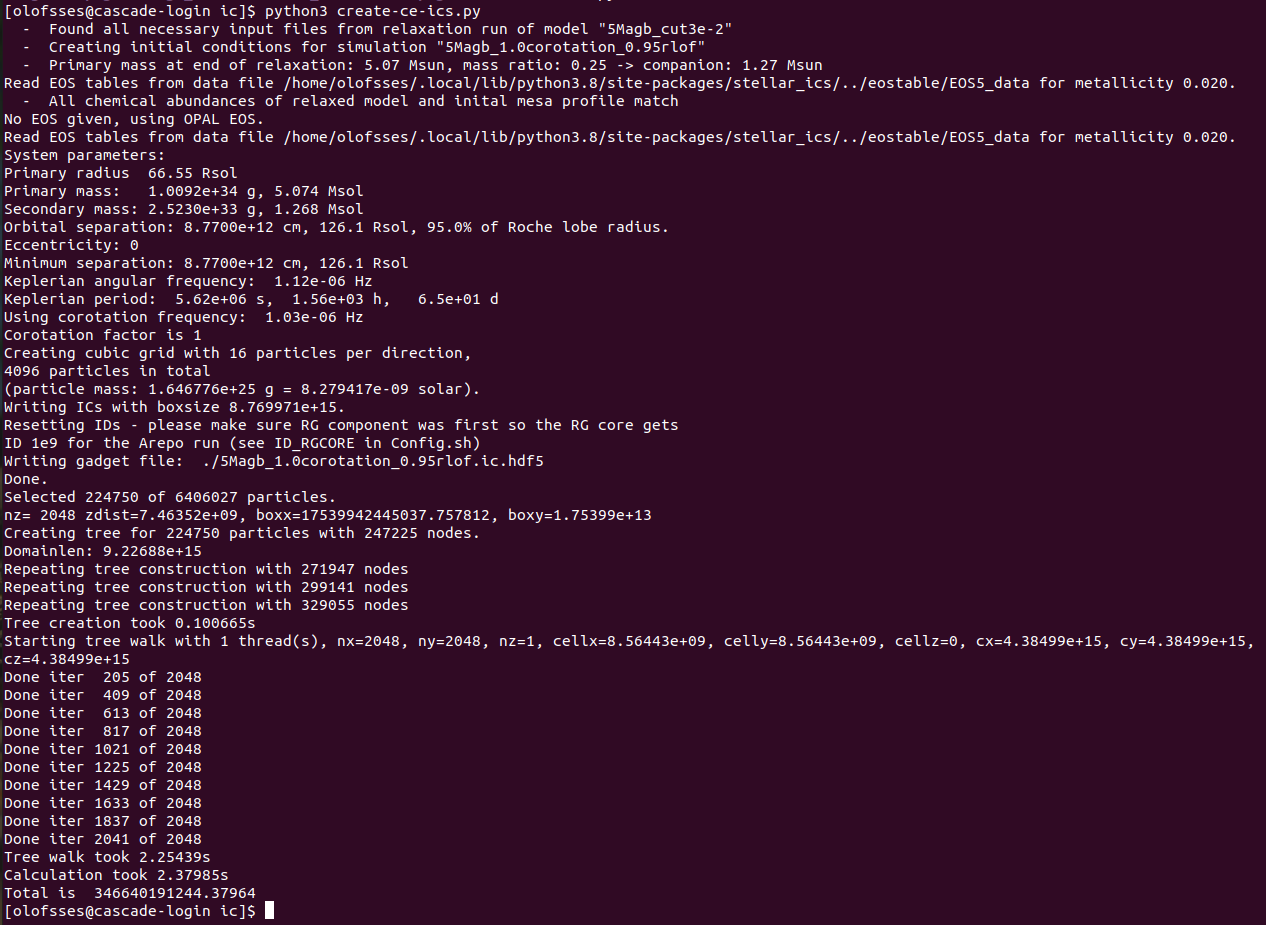 [olofsses@cascade-login ic]$ python3 create-ce-ics.py
  -  Found all necessary input files from relaxation run of model "5Magb_cut3e-2"
  -  Creating initial conditions for simulation "5Magb_1.0corotation_0.95rlof"
  -  Primary mass at end of relaxation: 5.07 Msun, mass ratio: 0.25 -> companion: 1.27 Msun
Read EOS tables from data file /home/olofsses/.local/lib/python3.8/site-packages/stellar_ics/../eostable/EOS5_data for metallicity 0.020.
  -  All chemical abundances of relaxed model and inital mesa profile match
No EOS given, using OPAL EOS.
Read EOS tables from data file /home/olofsses/.local/lib/python3.8/site-packages/stellar_ics/../eostable/EOS5_data for metallicity 0.020.
System parameters:
Primary radius  66.55 Rsol
Primary mass:   1.0092e+34 g, 5.074 Msol
Secondary mass: 2.5230e+33 g, 1.268 Msol
Orbital separation: 8.7700e+12 cm, 126.1 Rsol, 95.0% of Roche lobe radius.
Eccentricity: 0
Minimum separation: 8.7700e+12 cm, 126.1 Rsol
Keplerian angular frequency:  1.12e-06 Hz
Keplerian period:  5.62e+06 s,  1.56e+03 h,   6.5e+01 d
Using corotation frequency:  1.03e-06 Hz
Corotation factor is 1
Creating cubic grid with 16 particles per direction,
4096 particles in total
(particle mass: 1.646776e+25 g = 8.279417e-09 solar).
Writing ICs with boxsize 8.769971e+15.
Resetting IDs - please make sure RG component was first so the RG core gets
ID 1e9 for the Arepo run (see ID_RGCORE in Config.sh)
Writing gadget file:  ./5Magb_1.0corotation_0.95rlof.ic.hdf5
Done.
Selected 224750 of 6406027 particles.
nz= 2048 zdist=7.46352e+09, boxx=17539942445037.757812, boxy=1.75399e+13
Creating tree for 224750 particles with 247225 nodes.
Domainlen: 9.22688e+15
Repeating tree construction with 271947 nodes
Repeating tree construction with 299141 nodes
Repeating tree construction with 329055 nodes
Tree creation took 0.100665s
Starting tree walk with 1 thread(s), nx=2048, ny=2048, nz=1, cellx=8.56443e+09, celly=8.56443e+09, cellz=0, cx=4.38499e+15, cy=4.38499e+15,
cz=4.38499e+15
Done iter  205 of 2048
Done iter  409 of 2048
Done iter  613 of 2048
Done iter  817 of 2048
Done iter 1021 of 2048
Done iter 1225 of 2048
Done iter 1429 of 2048
Done iter 1633 of 2048
Done iter 1837 of 2048
Done iter 2041 of 2048
Tree walk took 2.25439s
Calculation took 2.37985s
Total is  346640191244.37964
[olofsses@cascade-login ic]$